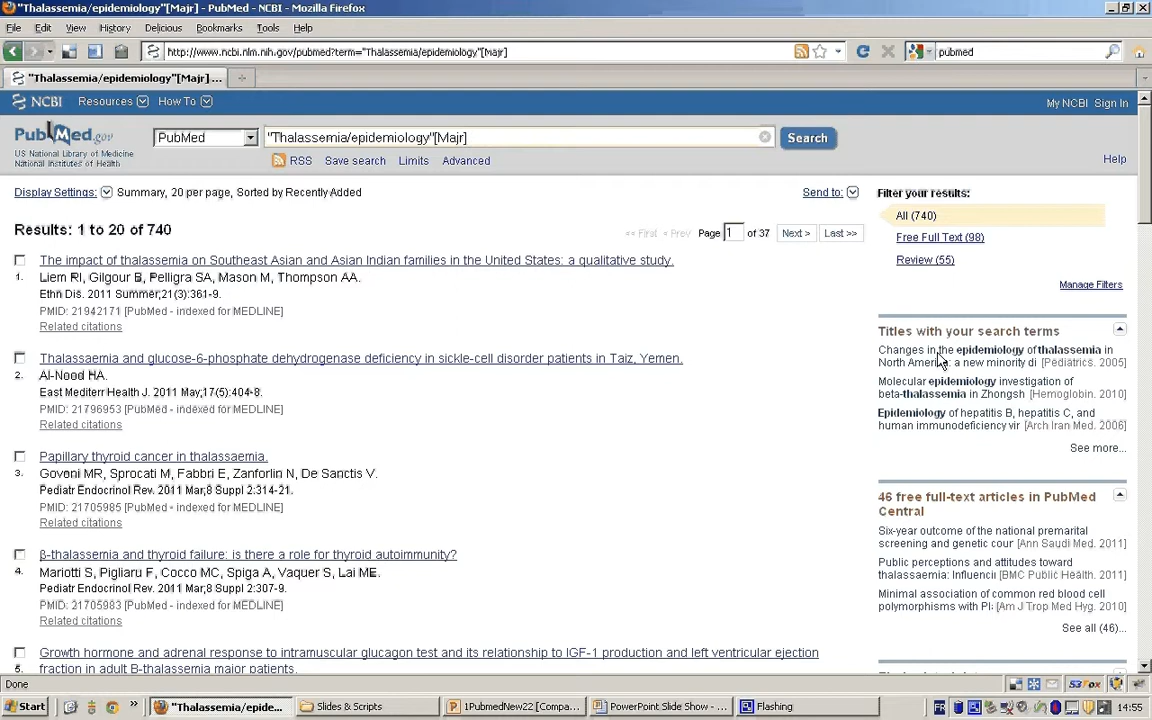 "Thalassemia/epidemiology"[Majr] - PubMed - NCBI - Mozilla Firefox
File Edit View History Delicious Bookmarks Tools Help
http://www.ncbi.nlm.nih.gov/pubmed?term="Thalassemia/epidemiology"[Majr]
pubmed
"Thalassemia/epidemiology"[Majr] ...
NCBI Resources How To My NCBI Sign In
PubMed.gov
US National Library of Medicine
National Institutes of Health
PubMed
"Thalassemia/epidemiology"[Majr]
Search
RSS Save search Limits Advanced
Help
Display Settings: Summary, 20 per page, Sorted by Recently Added
Send to:
Results: 1 to 20 of 740
<< First < Prev Page 1 of 37 Next > Last >>
The impact of thalassemia on Southeast Asian and Asian Indian families in the United States: a qualitative study.
1. Liem RI, Gilgour B, Pelligra SA, Mason M, Thompson AA.
Ethn Dis. 2011 Summer;21(3):361-9.
PMID: 21942171 [PubMed - indexed for MEDLINE]
Related citations
Thalassaemia and glucose-6-phosphate dehydrogenase deficiency in sickle-cell disorder patients in Taiz, Yemen.
2. Al-Nood HA.
East Mediterr Health J. 2011 May;17(5):404-8.
PMID: 21796953 [PubMed - indexed for MEDLINE]
Related citations
Papillary thyroid cancer in thalassaemia.
3. Govoni MR, Sprocati M, Fabbri E, Zanforlin N, De Sanctis V.
Pediatr Endocrinol Rev. 2011 Mar;8 Suppl 2:314-21.
PMID: 21705985 [PubMed - indexed for MEDLINE]
Related citations
β-thalassemia and thyroid failure: is there a role for thyroid autoimmunity?
4. Mariotti S, Pigliaru F, Cocco MC, Spiga A, Vaquer S, Lai ME.
Pediatr Endocrinol Rev. 2011 Mar;8 Suppl 2:307-9.
PMID: 21705983 [PubMed - indexed for MEDLINE]
Related citations
Growth hormone and adrenal response to intramuscular glucagon test and its relationship to IGF-1 production and left ventricular ejection
5. fraction in adult B-thalassemia major patients.
Filter your results:
All (740)
Free Full Text (98)
Review (55)
Manage Filters
Titles with your search terms
Changes in the epidemiology of thalassemia in
North America: a new minority di [Pediatrics. 2005]
Molecular epidemiology investigation of
beta-thalassemia in Zhongsh [Hemoglobin. 2010]
Epidemiology of hepatitis B, hepatitis C, and
human immunodeficiency vir [Arch Iran Med. 2006]
See more...
46 free full-text articles in PubMed
Central
Six-year outcome of the national premarital
screening and genetic cour [Ann Saudi Med. 2011]
Public perceptions and attitudes toward
thalassaemia: Influencii [BMC Public Health. 2011]
Minimal association of common red blood cell
polymorphisms with Pl: [Am J Trop Med Hyg. 2010]
See all (46)...
Done
S3Fox
Start
"Thalassemia/epide...
Slides & Scripts
1PubmedNew22 [Compa...
PowerPoint Slide Show - ...
Flashing
FR
14:55